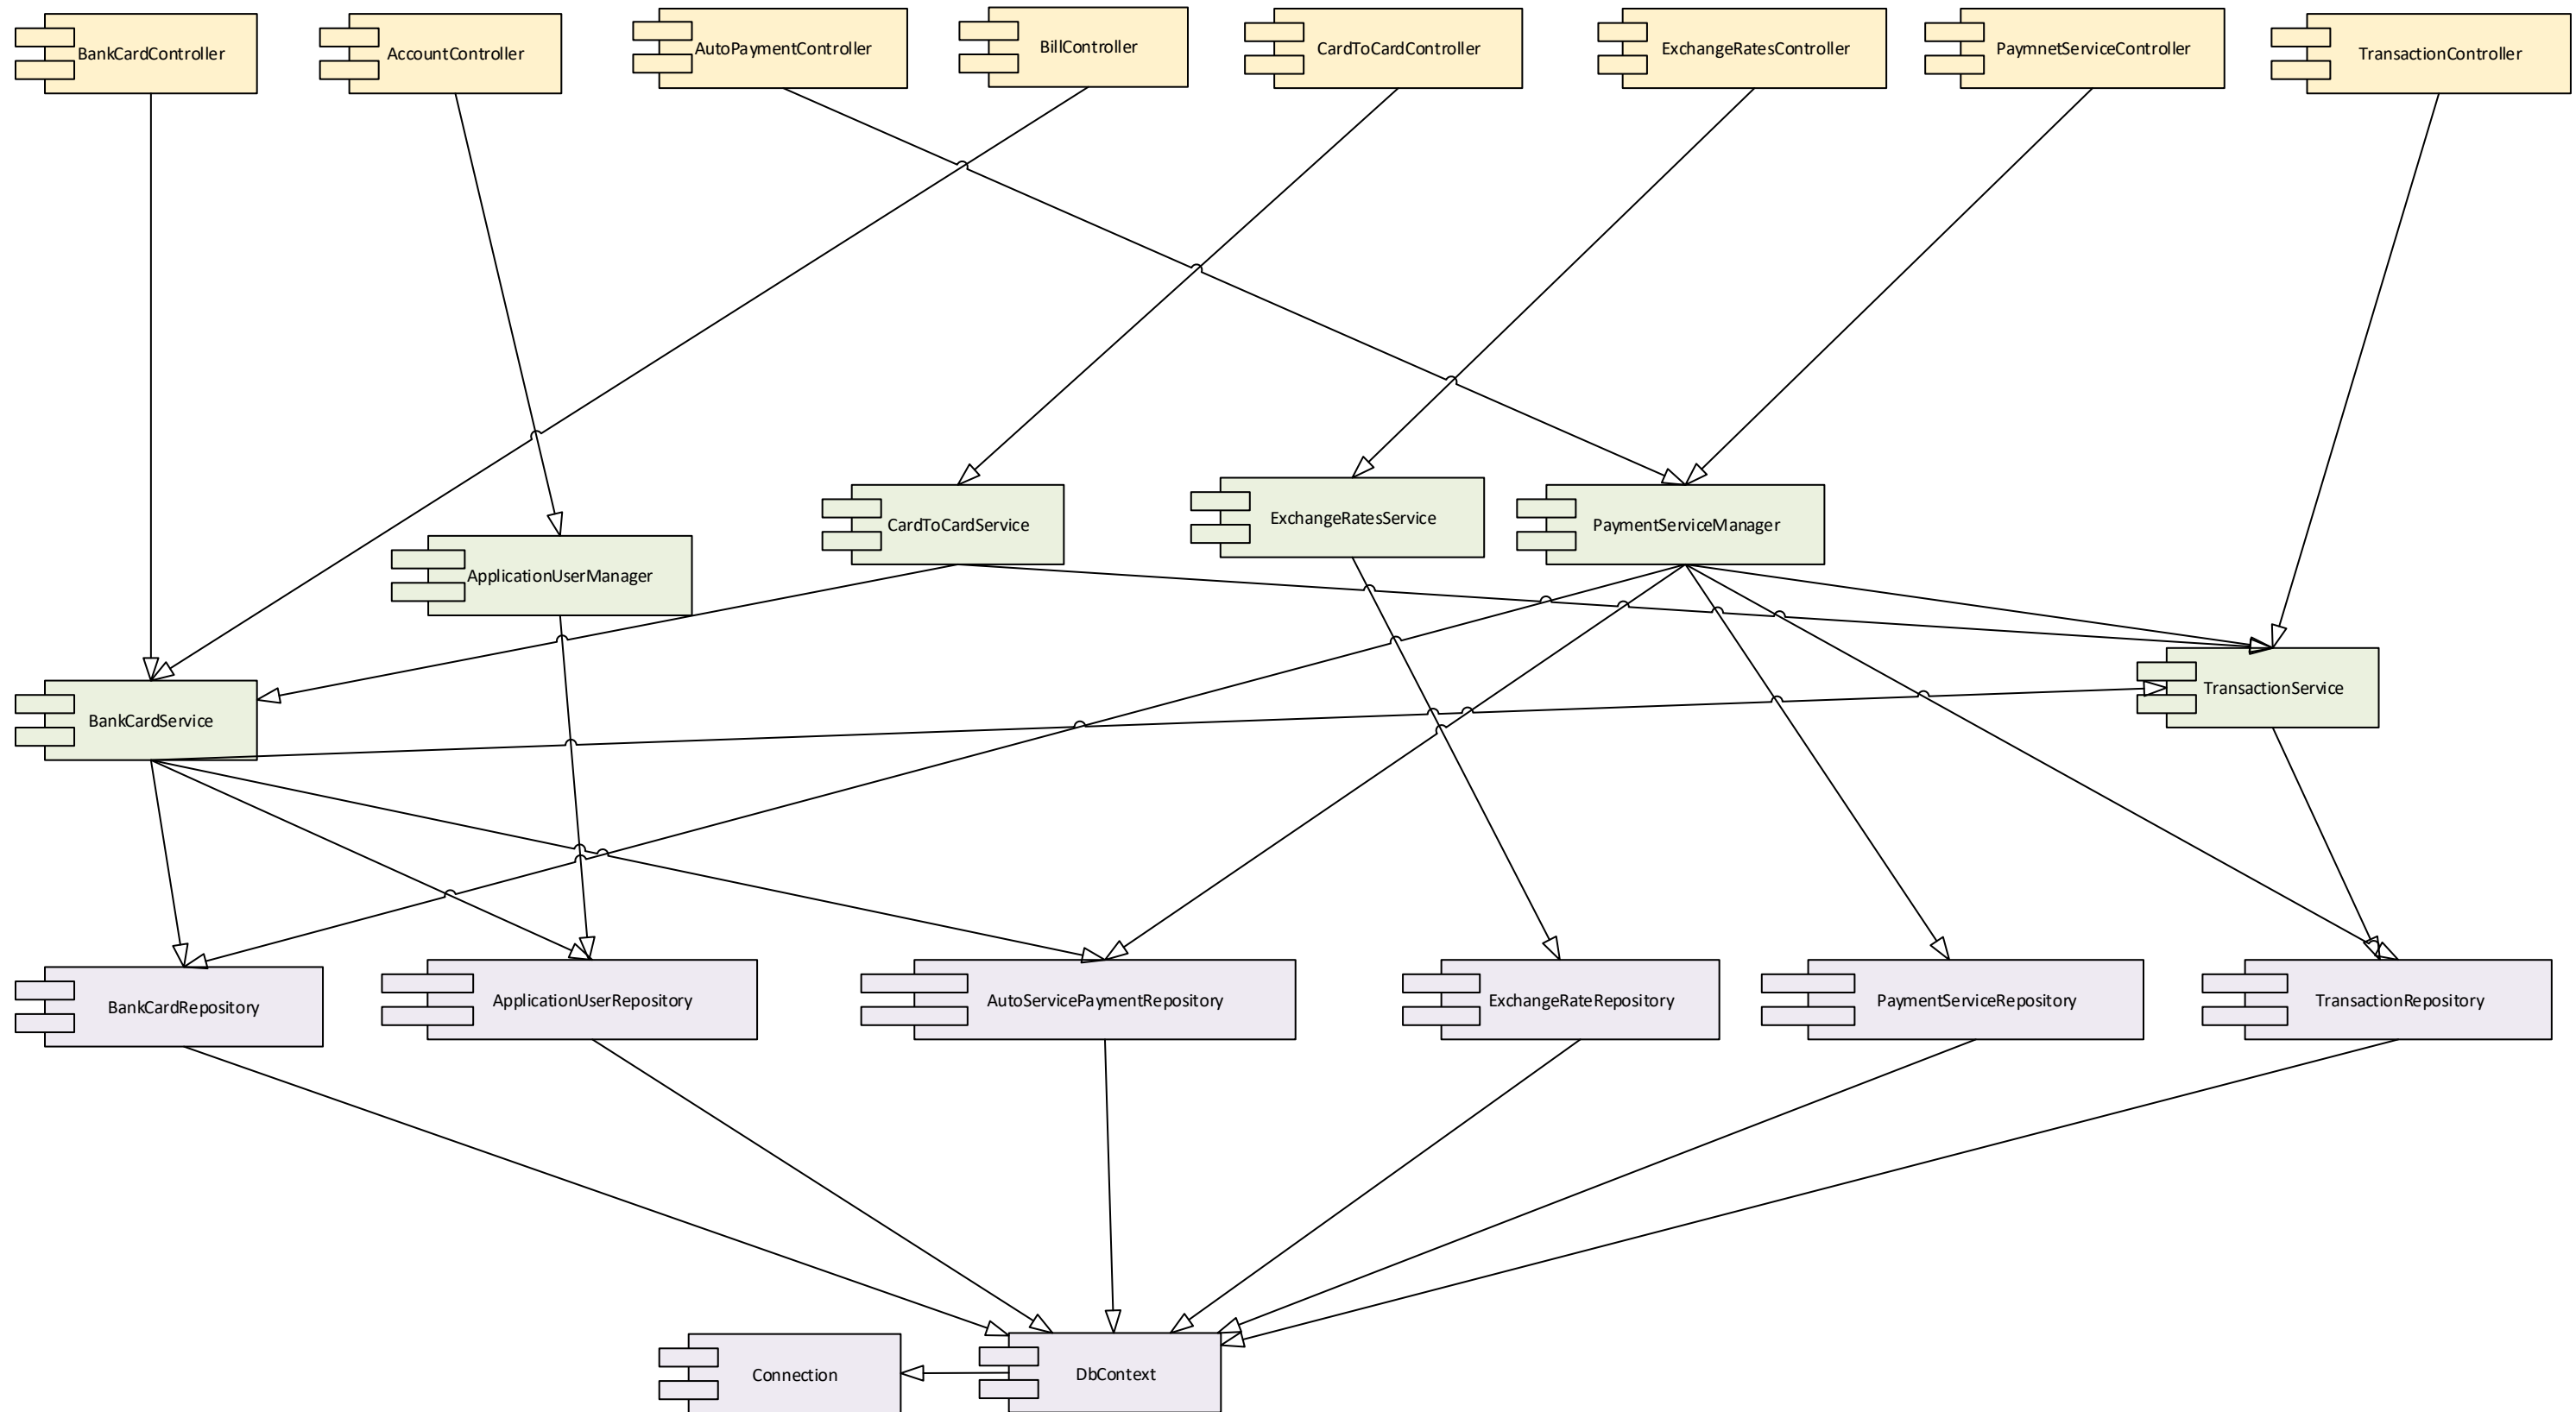 BankCardController
AccountController
AutoPaymentController
BillController
CardToCardController
ExchangeRatesController
PaymnetServiceController
TransactionController
CardToCardService
ExchangeRatesService
PaymentServiceManager
ApplicationUserManager
BankCardService
TransactionService
BankCardRepository
ApplicationUserRepository
AutoServicePaymentRepository
ExchangeRateRepository
PaymentServiceRepository
TransactionRepository
Connection
DbContext